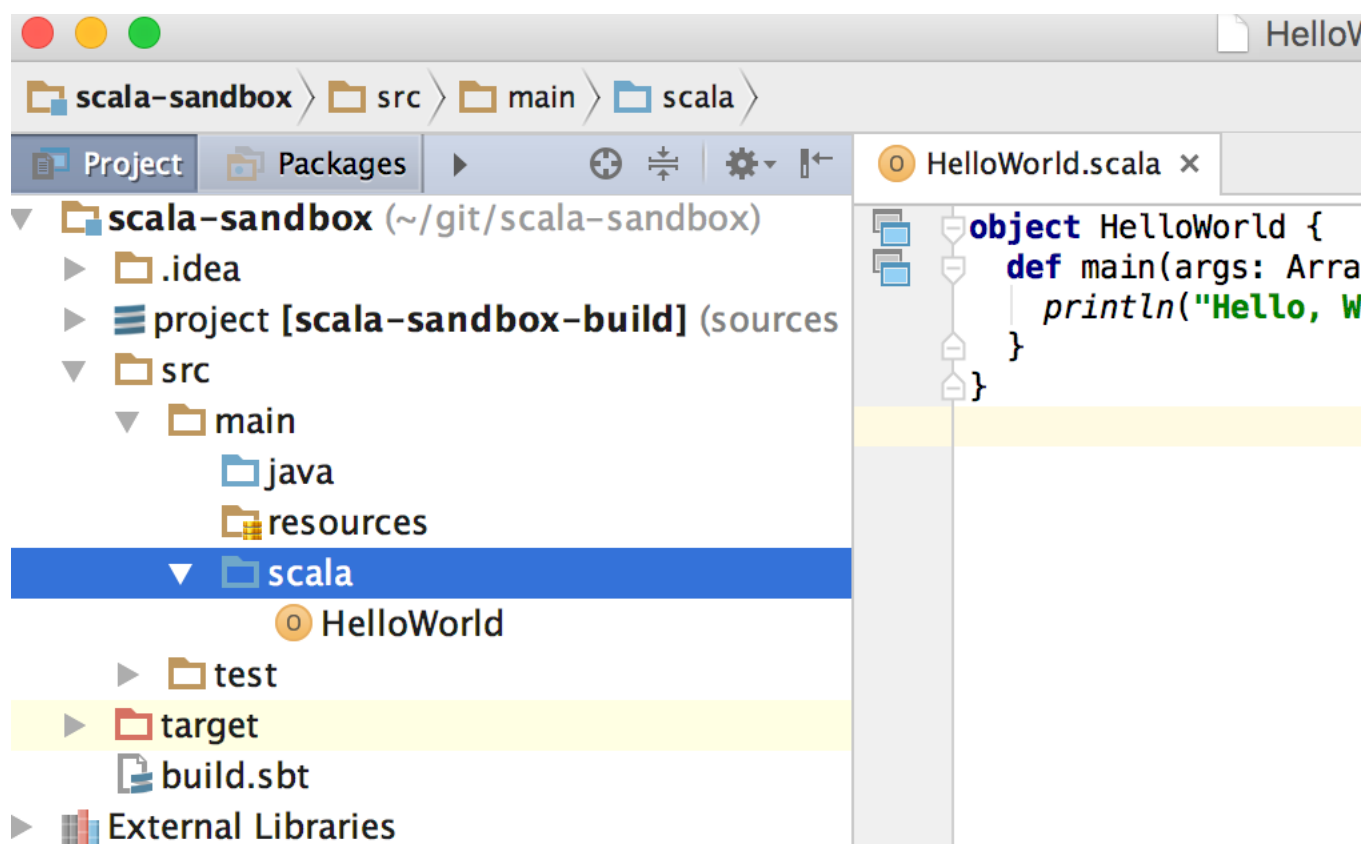 HelloW
scala-sandbox src main scala
Project Packages
HelloWorld.scala
scala-sandbox (~/git/scala-sandbox)
.idea
project [scala-sandbox-build] (sources
src
main
java
resources
scala
HelloWorld
test
target
build.sbt
External Libraries
object HelloWorld {
def main(args: Arra
println("Hello, W
}
}